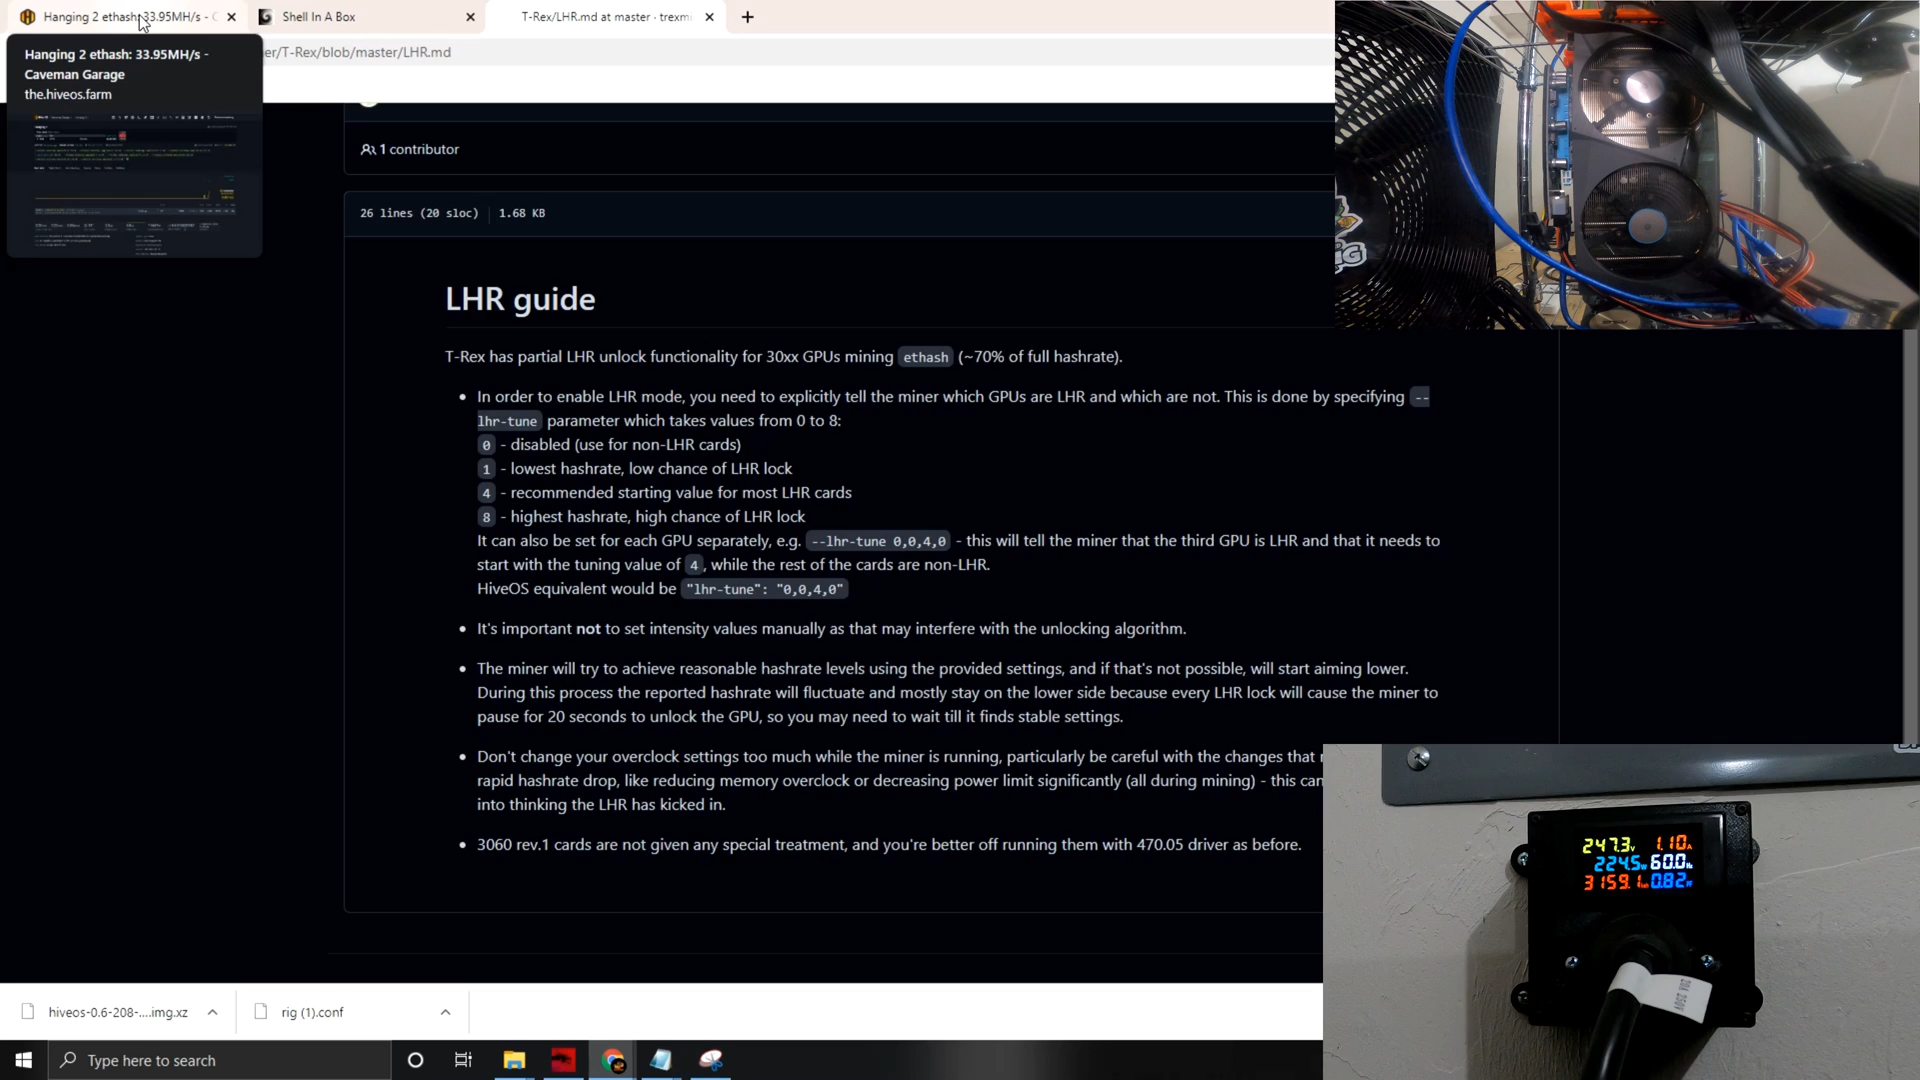 Hanging 2 ethash: 33.95MH/s -
Shell In A Box
T-Rex/LHR.md at master · trexm
Hanging 2 ethash: 33.95MH/s -
Caveman Garage
the.hiveos.farm
er/T-Rex/blob/master/LHR.md
1 contributor
26 lines (20 sloc) 1.68 KB
LHR guide
T-Rex has partial LHR unlock functionality for 30xx GPUs mining ethash (~70% of full hashrate).
• In order to enable LHR mode, you need to explicitly tell the miner which GPUs are LHR and which are not. This is done by specifying --
lhr-tune parameter which takes values from 0 to 8:
0 - disabled (use for non-LHR cards)
1 - lowest hashrate, low chance of LHR lock
4 - recommended starting value for most LHR cards
8 - highest hashrate, high chance of LHR lock
It can also be set for each GPU separately, e.g. --lhr-tune 0,0,4,0 - this will tell the miner that the third GPU is LHR and that it needs to
start with the tuning value of 4, while the rest of the cards are non-LHR.
HiveOS equivalent would be "lhr-tune": "0,0,4,0"
• It's important not to set intensity values manually as that may interfere with the unlocking algorithm.
• The miner will try to achieve reasonable hashrate levels using the provided settings, and if that's not possible, will start aiming lower.
During this process the reported hashrate will fluctuate and mostly stay on the lower side because every LHR lock will cause the miner to
pause for 20 seconds to unlock the GPU, so you may need to wait till it finds stable settings.
• Don't change your overclock settings too much while the miner is running, particularly be careful with the changes that
rapid hashrate drop, like reducing memory overclock or decreasing power limit significantly (all during mining) - this can
into thinking the LHR has kicked in.
• 3060 rev.1 cards are not given any special treatment, and you're better off running them with 470.05 driver as before.
247.3V 1.10A
224.5W 60.0Hz
3159.1 0.82
20A 250V
hiveos-0.6-208-....img.xz
rig (1).conf
Type here to search